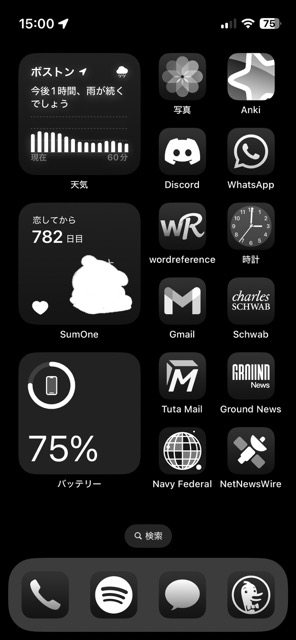 15:00
75
ボストン
今後1時間、雨が続く
でしょう
現在
60分
天気
写真
Anki
Discord
WhatsApp
恋してから
782 日目
SumOne
wR
wordreference
時計
Gmail
charles
SCHWAB
Schwab
75%
バッテリー
Tuta Mail
GROUND
News
Ground News
Navy Federal
NetNewsWire
検索